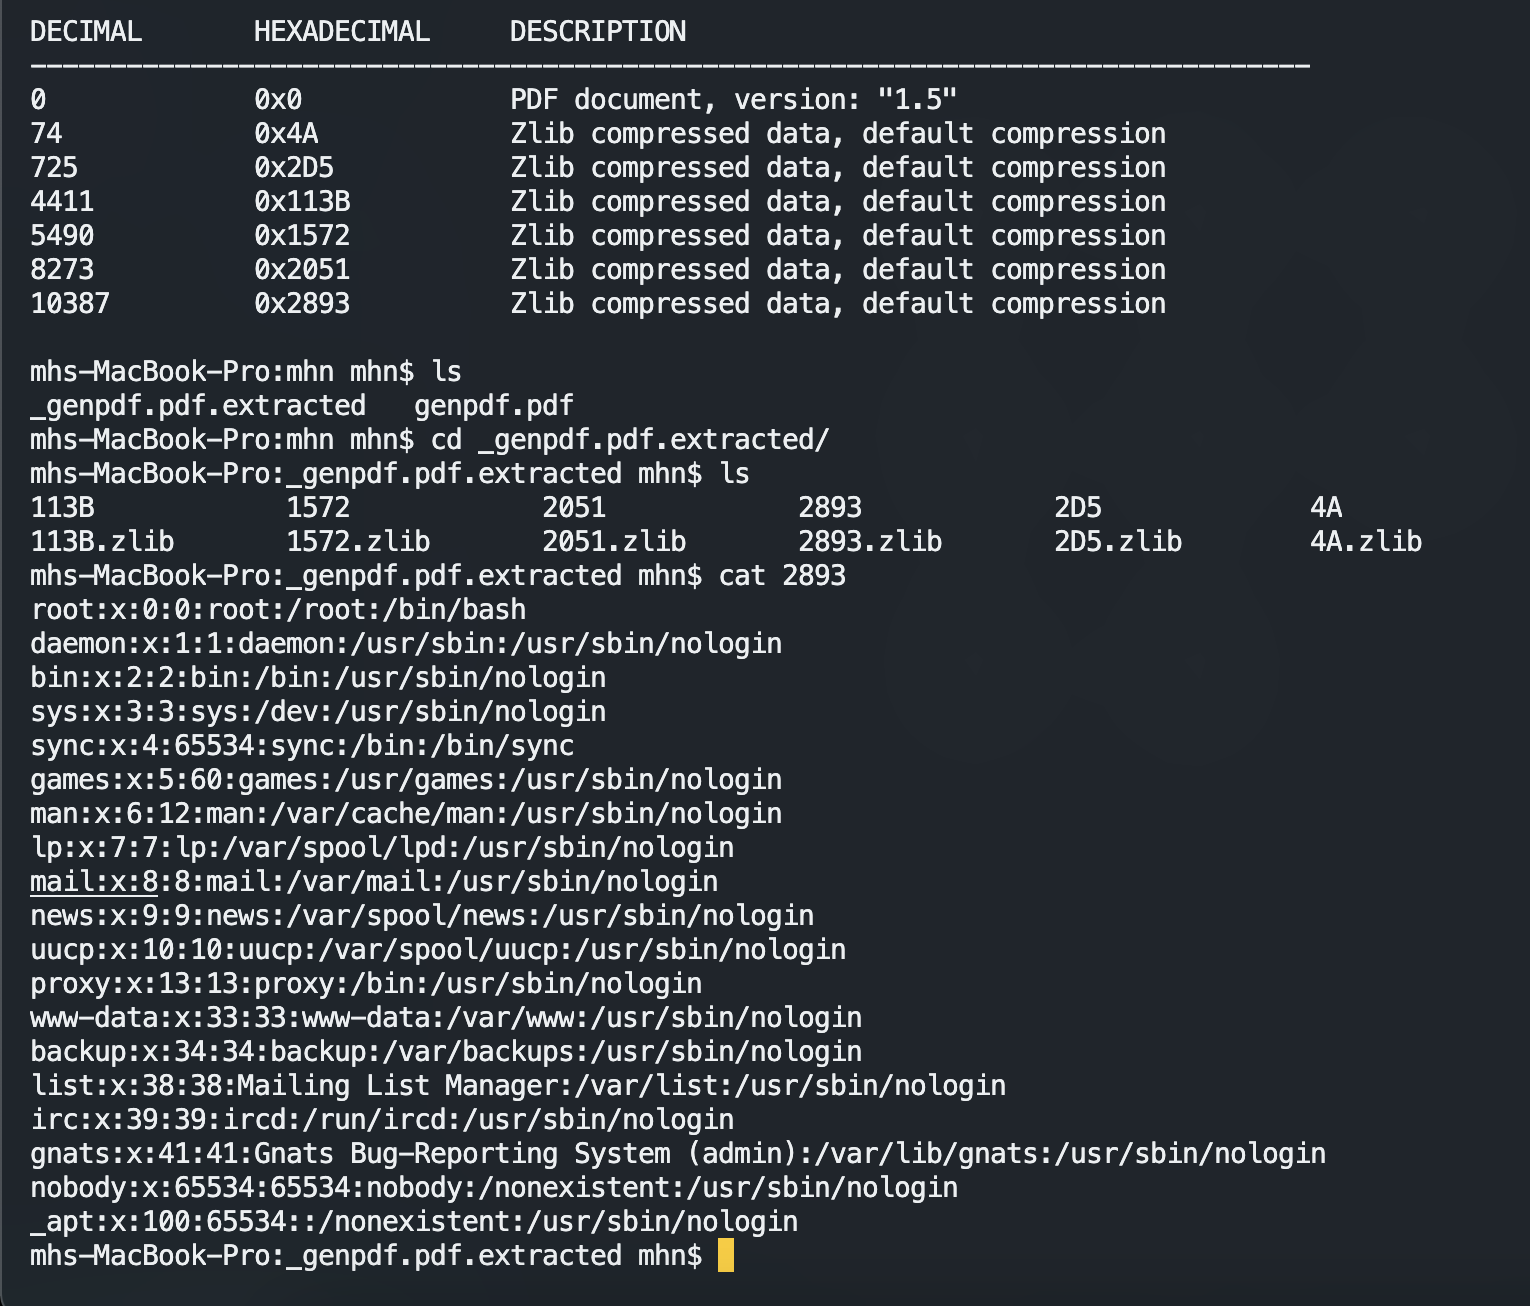 DECIMAL       HEXADECIMAL     DESCRIPTION
--------------------------------------------------------------------------------
0             0x0             PDF document, version: "1.5"
74            0x4A            Zlib compressed data, default compression
725           0x2D5           Zlib compressed data, default compression
4411          0x113B          Zlib compressed data, default compression
5490          0x1572          Zlib compressed data, default compression
8273          0x2051          Zlib compressed data, default compression
10387         0x2893          Zlib compressed data, default compression

mhs-MacBook-Pro:mhn mhn$ ls
_genpdf.pdf.extracted   genpdf.pdf
mhs-MacBook-Pro:mhn mhn$ cd _genpdf.pdf.extracted/
mhs-MacBook-Pro:_genpdf.pdf.extracted mhn$ ls
113B            1572            2051            2893            2D5             4A
113B.zlib       1572.zlib       2051.zlib       2893.zlib       2D5.zlib        4A.zlib
mhs-MacBook-Pro:_genpdf.pdf.extracted mhn$ cat 2893
root:x:0:0:root:/root:/bin/bash
daemon:x:1:1:daemon:/usr/sbin:/usr/sbin/nologin
bin:x:2:2:bin:/bin:/usr/sbin/nologin
sys:x:3:3:sys:/dev:/usr/sbin/nologin
sync:x:4:65534:sync:/bin:/bin/sync
games:x:5:60:games:/usr/games:/usr/sbin/nologin
man:x:6:12:man:/var/cache/man:/usr/sbin/nologin
lp:x:7:7:lp:/var/spool/lpd:/usr/sbin/nologin
mail:x:8:8:mail:/var/mail:/usr/sbin/nologin
news:x:9:9:news:/var/spool/news:/usr/sbin/nologin
uucp:x:10:10:uucp:/var/spool/uucp:/usr/sbin/nologin
proxy:x:13:13:proxy:/bin:/usr/sbin/nologin
www-data:x:33:33:www-data:/var/www:/usr/sbin/nologin
backup:x:34:34:backup:/var/backups:/usr/sbin/nologin
list:x:38:38:Mailing List Manager:/var/list:/usr/sbin/nologin
irc:x:39:39:ircd:/run/ircd:/usr/sbin/nologin
gnats:x:41:41:Gnats Bug-Reporting System (admin):/var/lib/gnats:/usr/sbin/nologin
nobody:x:65534:65534:nobody:/nonexistent:/usr/sbin/nologin
_apt:x:100:65534::/nonexistent:/usr/sbin/nologin
mhs-MacBook-Pro:_genpdf.pdf.extracted mhn$